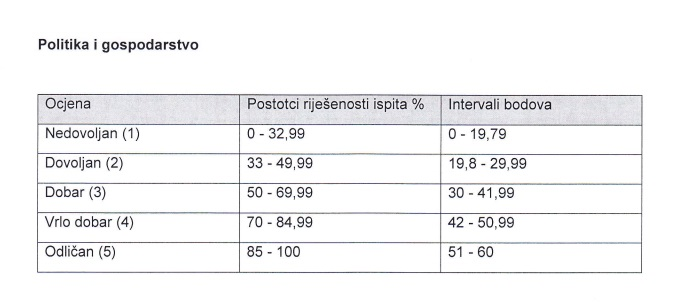 Politika i gospodarstvo
Ocjena Postotci riješenosti ispita % Intervali bodova
Nedovoljan (1) 0 - 32,99 0 - 19,79
Dovoljan (2) 33 - 49,99 19,8 - 29,99
Dobar (3) 50 - 69,99 30 - 41,99
Vrlo dobar (4) 70 - 84,99 42 - 50,99
Odličan (5) 85 - 100 51 - 60